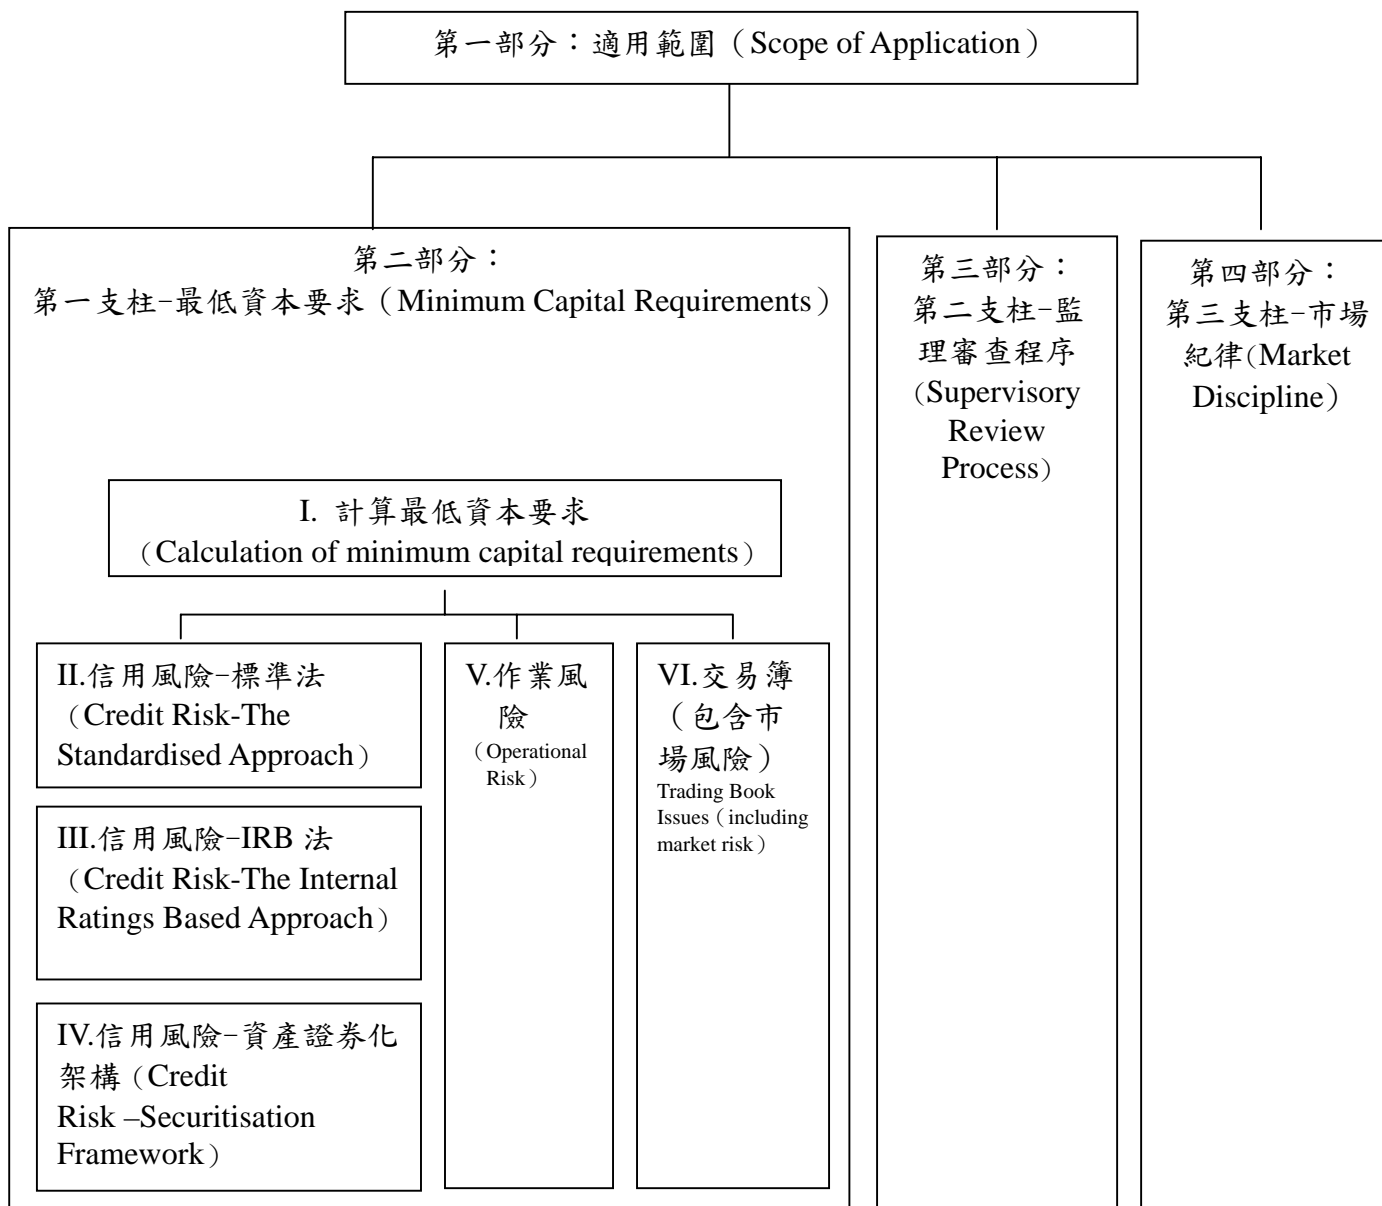 第一部分：適用範圍（Scope of Application）
第二部分：
第一支柱-最低資本要求（Minimum Capital Requirements）
第三部分：
第二支柱-監
理審查程序
（Supervisory
Review
Process）
第四部分：
第三支柱-市場
紀律(Market
Discipline）
I. 計算最低資本要求
（Calculation of minimum capital requirements）
II.信用風險-標準法
（Credit Risk-The
Standardised Approach）
III.信用風險-IRB 法
（Credit Risk-The Internal
Ratings Based Approach）
IV.信用風險-資產證券化
架構（Credit
Risk –Securitisation
Framework）
V.作業風
險
（Operational
Risk）
VI.交易簿
（包含市
場風險）
Trading Book
Issues（including
market risk）